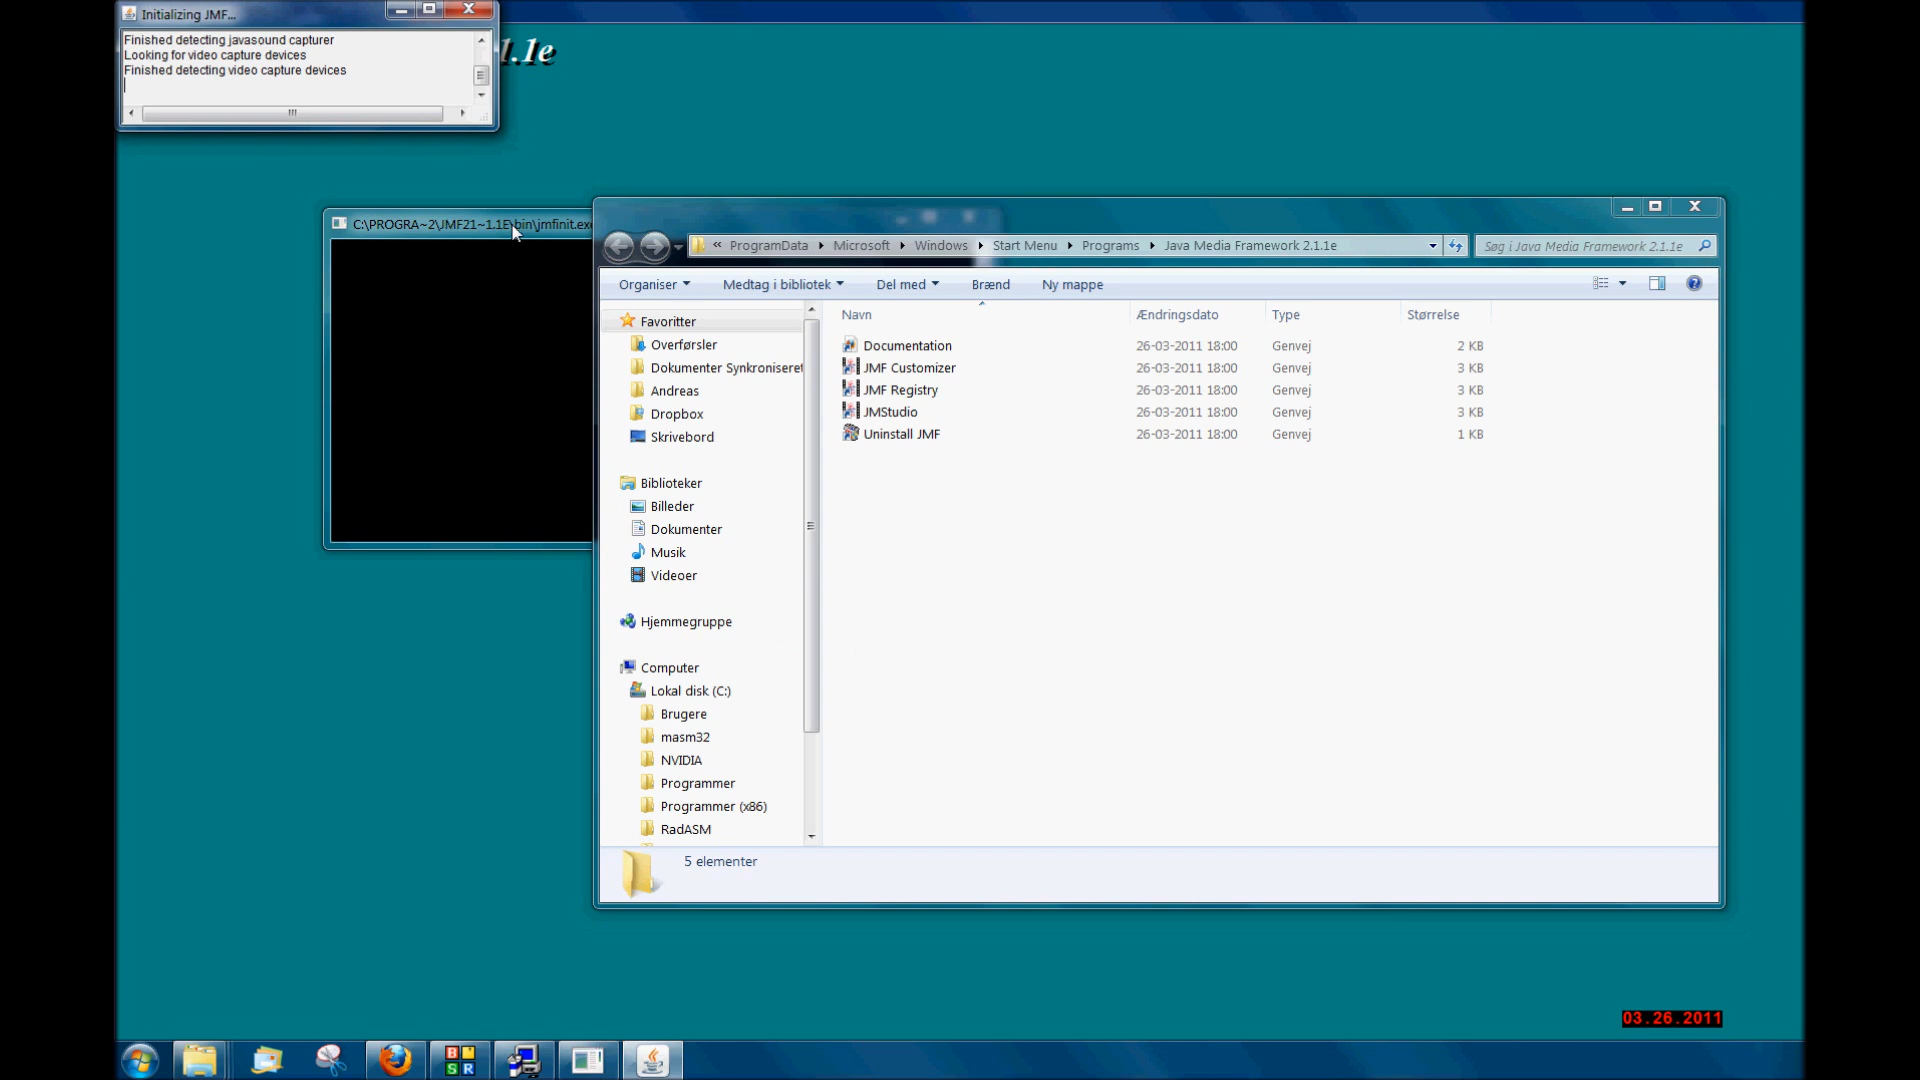 Initializing JMF...
Finished detecting javasound capturer
Looking for video capture devices
Finished detecting video capture devices
1.1e
C:\PROGRA~2\JMF21~1.1E\bin\jmfinit.exe
« ProgramData Microsoft Windows Start Menu Programs Java Media Framework 2.1.1e
Søg i Java Media Framework 2.1.1e
Organiser Medtag i bibliotek Del med Brænd Ny mappe
Navn Ændringsdato Type Størrelse
Documentation 26-03-2011 18:00 Genvej 2 KB
JMF Customizer 26-03-2011 18:00 Genvej 3 KB
JMF Registry 26-03-2011 18:00 Genvej 3 KB
JMStudio 26-03-2011 18:00 Genvej 3 KB
Uninstall JMF 26-03-2011 18:00 Genvej 1 KB
Favoritter
Overførsler
Dokumenter Synkroniseret
Andreas
Dropbox
Skrivebord
Biblioteker
Billeder
Dokumenter
Musik
Videoer
Hjemmegruppe
Computer
Lokal disk (C:)
Brugere
masm32
NVIDIA
Programmer
Programmer (x86)
RadASM
5 elementer
03.26.2011
B
S R